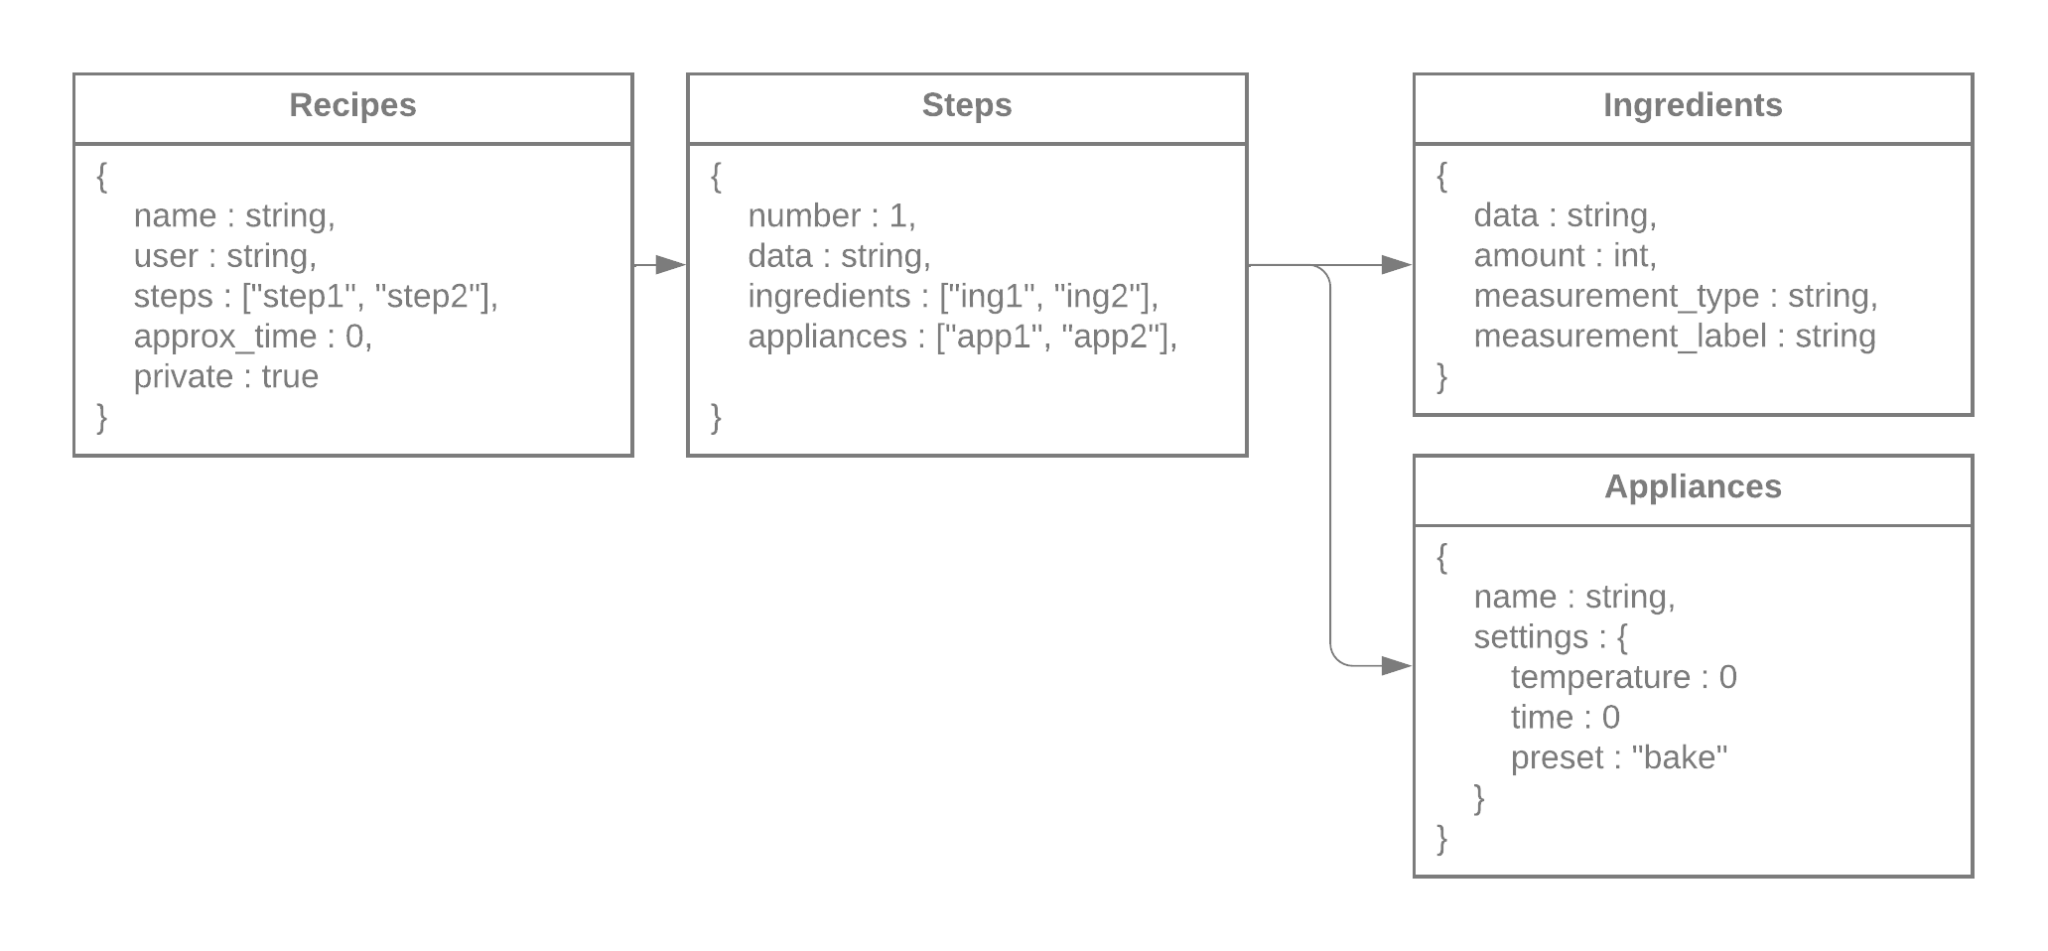 Recipes
{
name : string,
user : string,
steps : ["step1", "step2"],
approx_time : 0,
private : true
}
Steps
{
number : 1,
data : string,
ingredients : ["ing1", "ing2"],
appliances : ["app1", "app2"],
}
Ingredients
{
data : string,
amount : int,
measurement_type : string,
measurement_label : string
}
Appliances
{
name : string,
settings : {
temperature : 0
time : 0
preset : "bake"
}
}